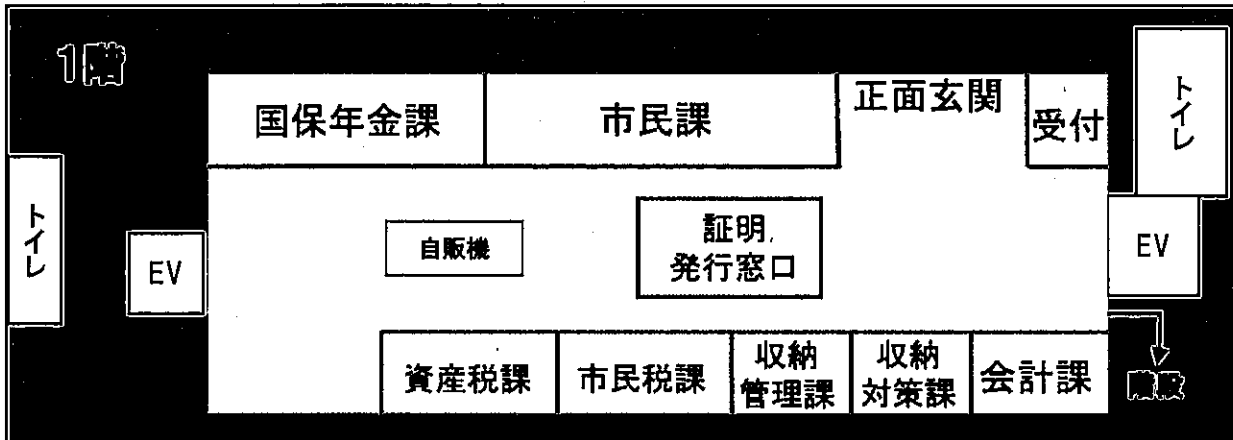 1階
国保年金課
市民課
正面玄関
受付
トイレ
トイレ
EV
自販機
証明
発行窓口
EV
資産税課
市民税課
収納
管理課
収納
対策課
会計課
階段